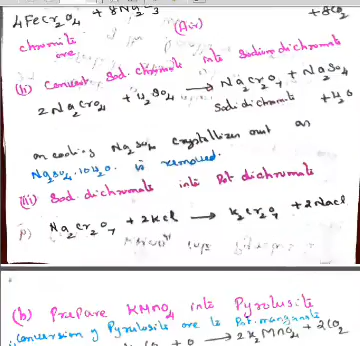 4FeCr₂O₄ + 8Na₂CO₃ (Air) +8CO₂
chromite
ore
(ii) Convert Sod. chromate into Sodium dichromate
2Na₂CrO₄ + H₂SO₄ ⟶ Na₂Cr₂O₇ + Na₂SO₄
Sodi dichromate + H₂O
on cooling Na₂SO₄ crystallizes out as
Na₂SO₄.10H₂O. is removed.
(iii) Sod. dichromate into Pot dichromate
Na₂Cr₂O₇ + 2KCl ⟶ K₂Cr₂O₇ + 2NaCl
(b) Prepare KMnO₄ into Pyrolusite
Conversion of Pyrolusite ore to Pot. manganate
+ O ⟶ 2K₂MnO₄ + 2CO₂